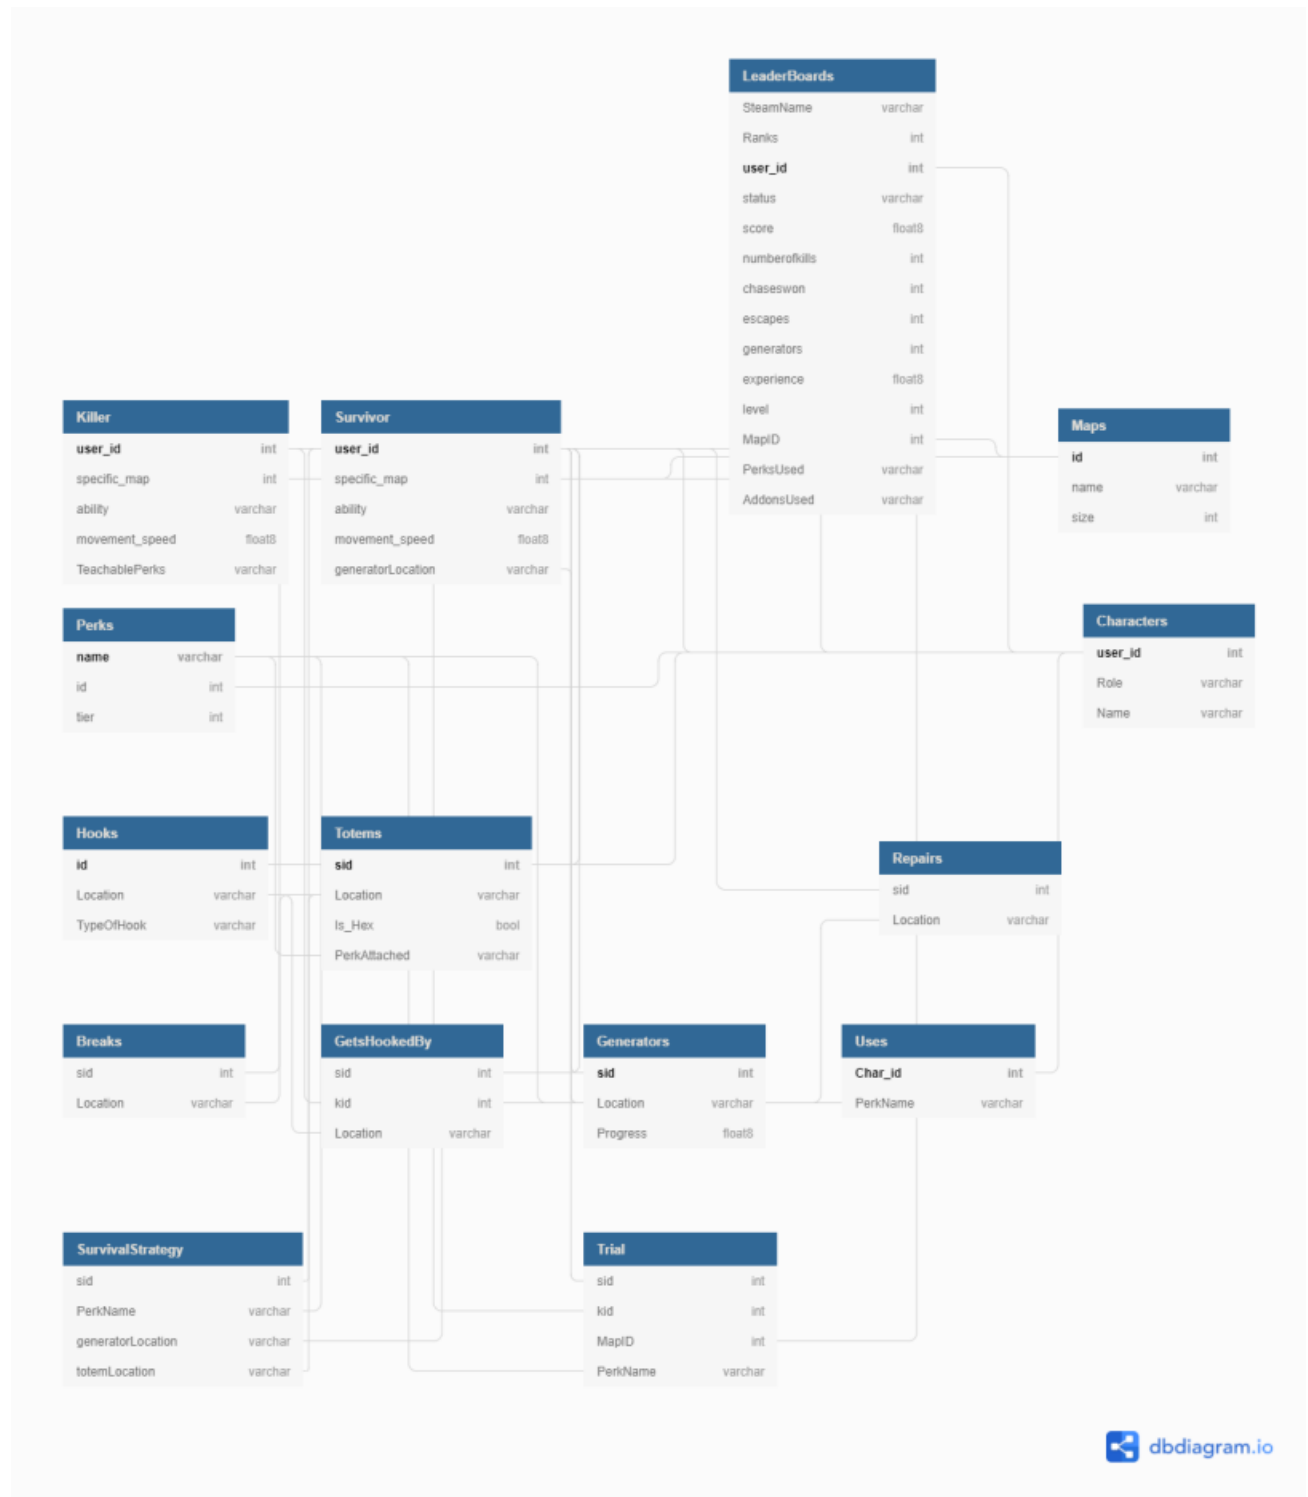 LeaderBoards
SteamName varchar
Ranks int
user_id int
status varchar
score float8
numberofkills int
chaseswon int
escapes int
generators int
experience float8
level int
MapID int
PerksUsed varchar
AddonsUsed varchar
Killer
user_id int
specific_map int
ability varchar
movement_speed float8
TeachablePerks varchar
Survivor
user_id int
specific_map int
ability varchar
movement_speed float8
generatorLocation varchar
Maps
id int
name varchar
size int
Perks
name varchar
id int
tier int
Characters
user_id int
Role varchar
Name varchar
Hooks
id int
Location varchar
TypeOfHook varchar
Totems
sid int
Location varchar
Is_Hex bool
PerkAttached varchar
Repairs
sid int
Location varchar
Breaks
sid int
Location varchar
GetsHookedBy
sid int
kid int
Location varchar
Generators
sid int
Location varchar
Progress float8
Uses
Char_id int
PerkName varchar
SurvivalStrategy
sid int
PerkName varchar
generatorLocation varchar
totemLocation varchar
Trial
sid int
kid int
MapID int
PerkName varchar
dbdiagram.io